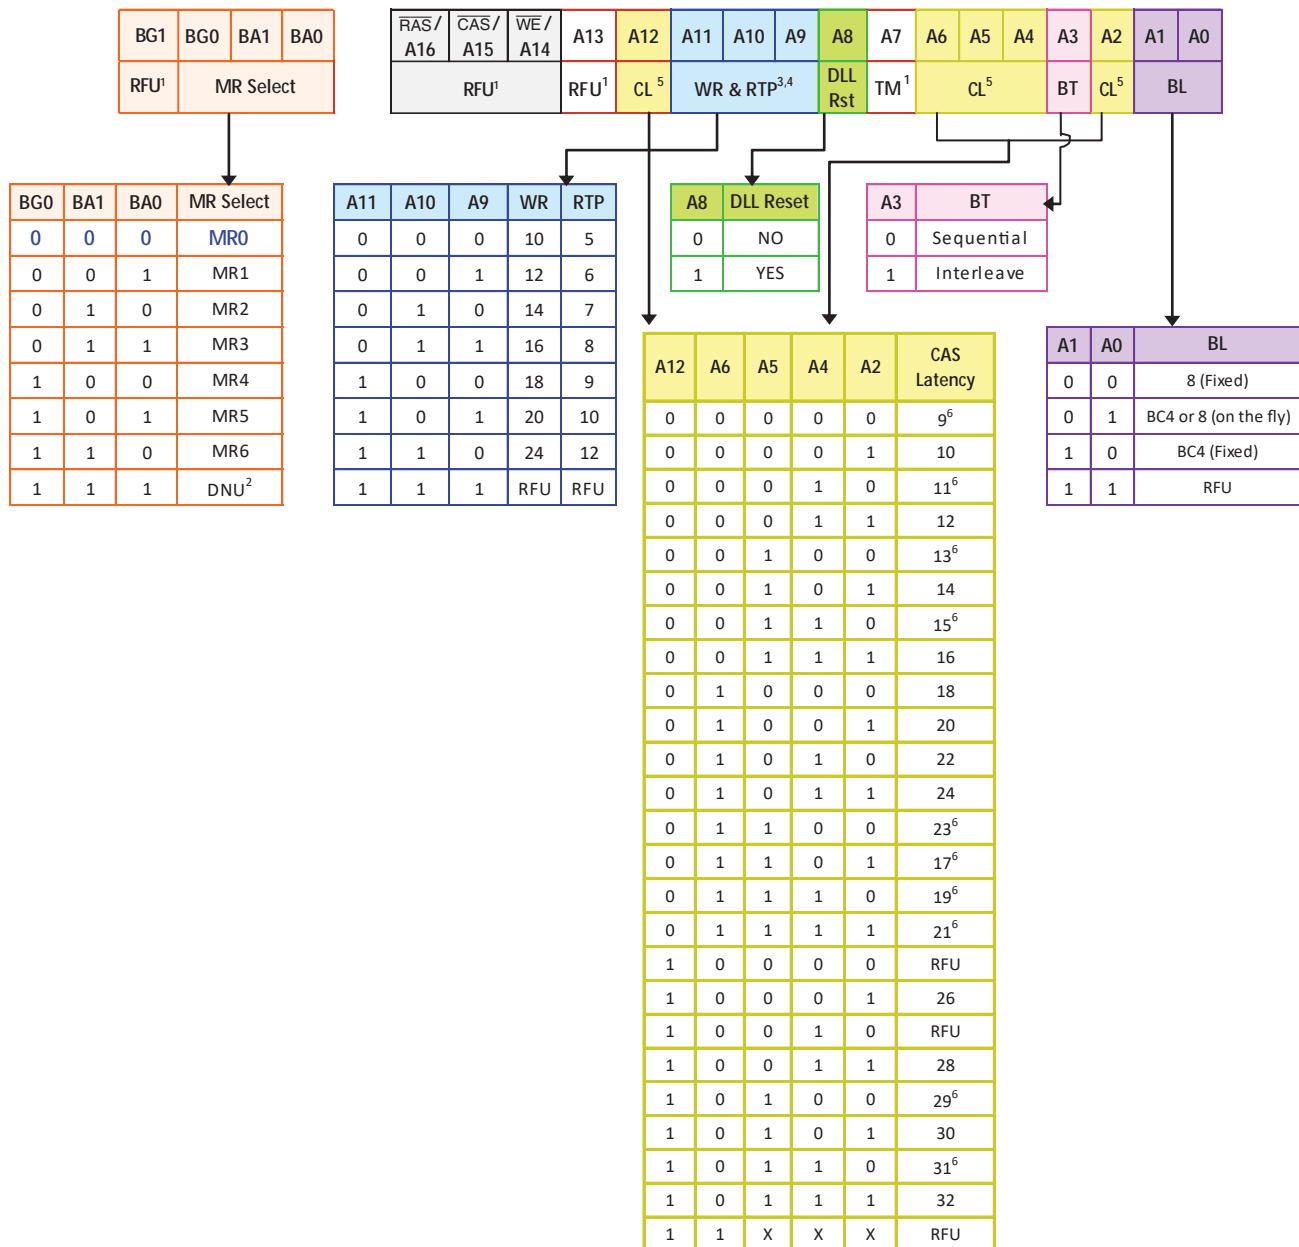 BG1 BG0 BA1 BA0
RFU¹ MR Select
RAS/ A16 CAS/ A15 WE/ A14 A13 A12 A11 A10 A9 A8 A7 A6 A5 A4 A3 A2 A1 A0
RFU¹ RFU¹ CL⁵ WR & RTP³,⁴ DLL Rst TM¹ CL⁵ BT CL⁵ BL
BG0 BA1 BA0 MR Select
0 0 0 MR0
0 0 1 MR1
0 1 0 MR2
0 1 1 MR3
1 0 0 MR4
1 0 1 MR5
1 1 0 MR6
1 1 1 DNU²
A11 A10 A9 WR RTP
0 0 0 10 5
0 0 1 12 6
0 1 0 14 7
0 1 1 16 8
1 0 0 18 9
1 0 1 20 10
1 1 0 24 12
1 1 1 RFU RFU
A8 DLL Reset
0 NO
1 YES
A3 BT
0 Sequential
1 Interleave
A12 A6 A5 A4 A2 CAS Latency
0 0 0 0 0 9⁶
0 0 0 0 1 10
0 0 0 1 0 11⁶
0 0 0 1 1 12
0 0 1 0 0 13⁶
0 0 1 0 1 14
0 0 1 1 0 15⁶
0 0 1 1 1 16
0 1 0 0 0 18
0 1 0 0 1 20
0 1 0 1 0 22
0 1 0 1 1 24
0 1 1 0 0 23⁶
0 1 1 0 1 17⁶
0 1 1 1 0 19⁶
0 1 1 1 1 21⁶
1 0 0 0 0 RFU
1 0 0 0 1 26
1 0 0 1 0 RFU
1 0 0 1 1 28
1 0 1 0 0 29⁶
1 0 1 0 1 30
1 0 1 1 0 31⁶
1 0 1 1 1 32
1 1 X X X RFU
A1 A0 BL
0 0 8 (Fixed)
0 1 BC4 or 8 (on the fly)
1 0 BC4 (Fixed)
1 1 RFU